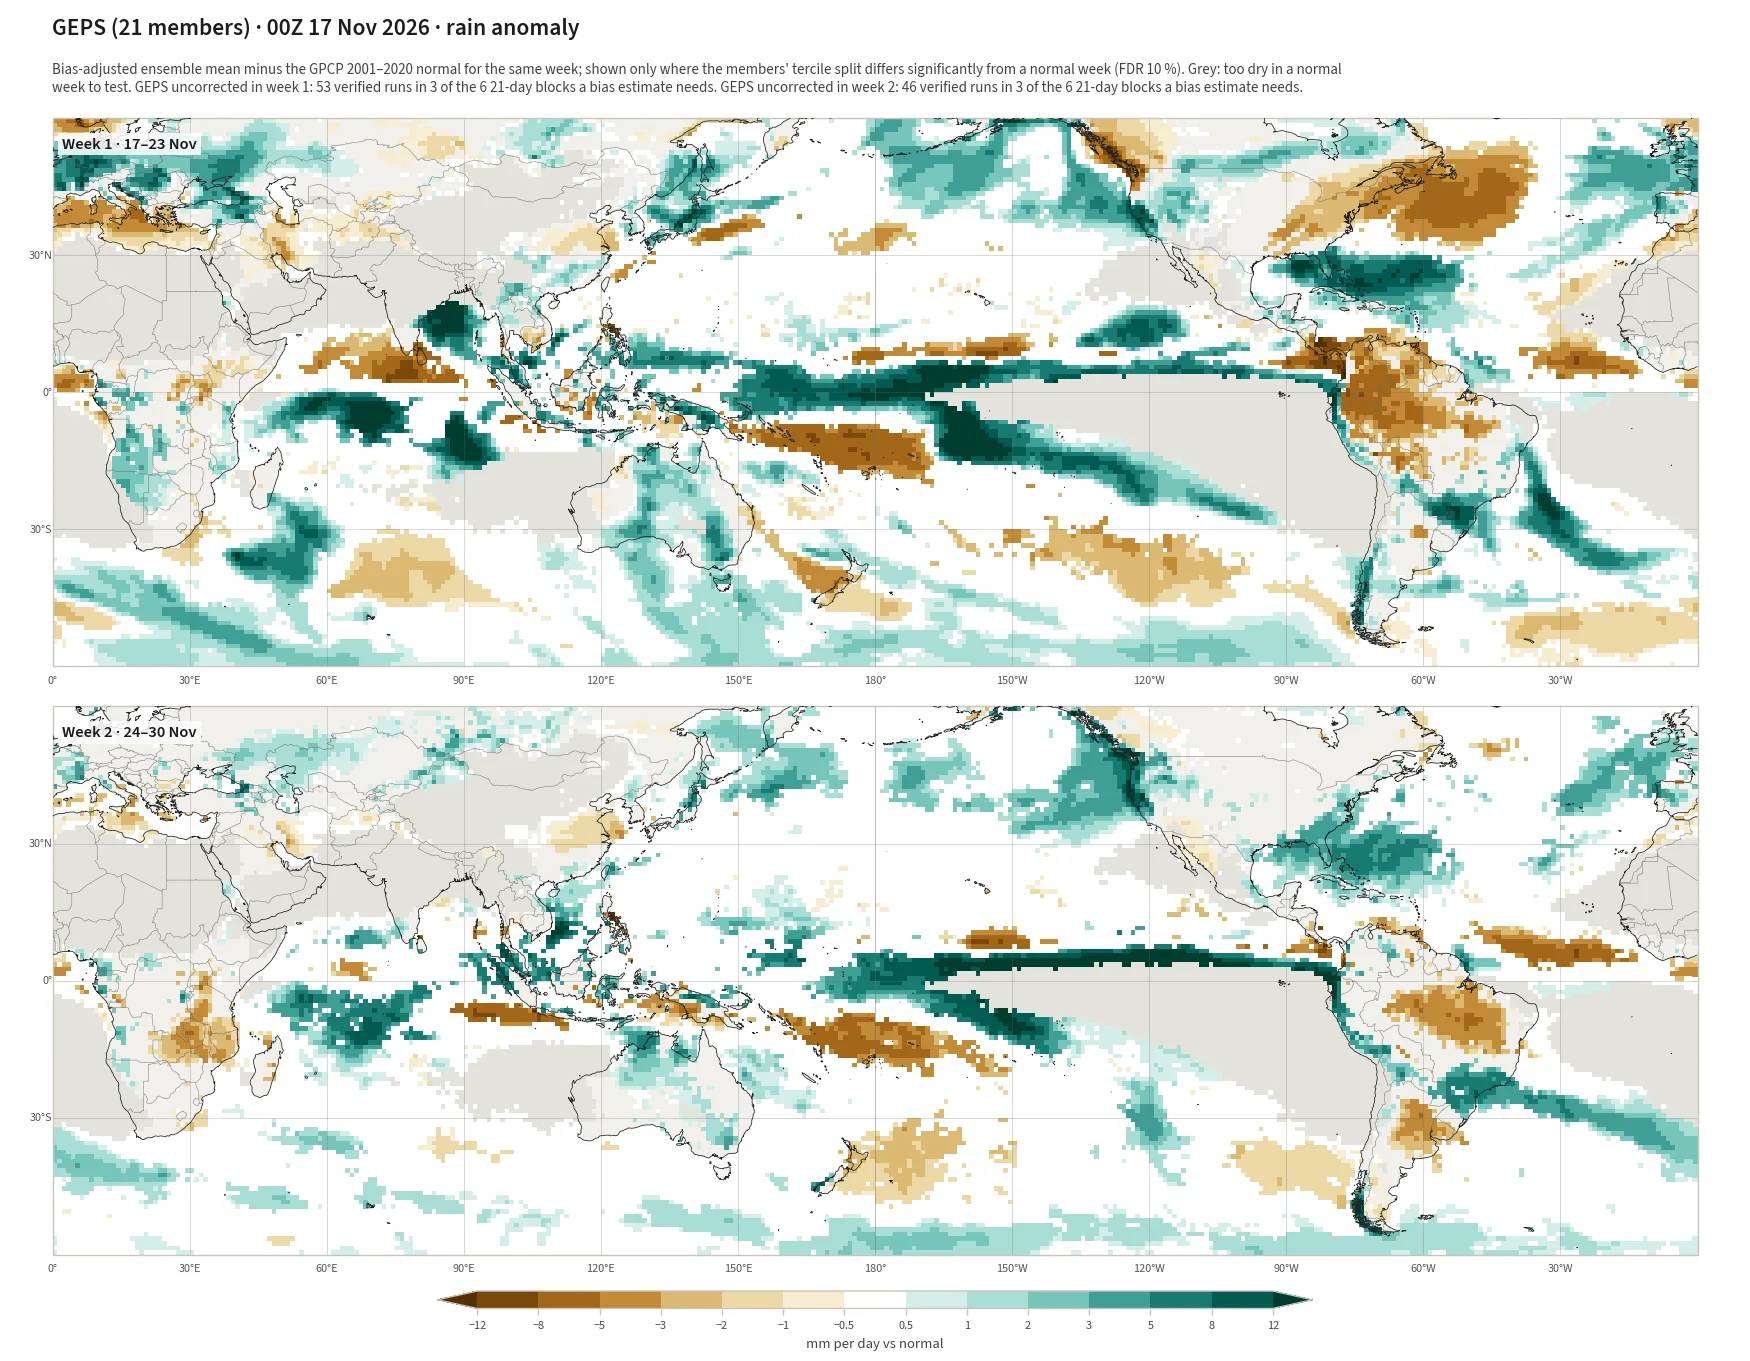 GEPS (21 members) · 00Z 17 Nov 2026 · rain anomaly
Bias-adjusted ensemble mean minus the GPCP 2001–2020 normal for the same week; shown only where the members' tercile split differs significantly from a normal week (FDR 10 %). Grey: too dry in a normal
week to test. GEPS uncorrected in week 1: 53 verified runs in 3 of the 6 21-day blocks a bias estimate needs. GEPS uncorrected in week 2: 46 verified runs in 3 of the 6 21-day blocks a bias estimate needs.
Week 1 · 17–23 Nov
30°N
0°
30°S
0° 30°E 60°E 90°E 120°E 150°E 180° 150°W 120°W 90°W 60°W 30°W
Week 2 · 24–30 Nov
30°N
0°
30°S
0° 30°E 60°E 90°E 120°E 150°E 180° 150°W 120°W 90°W 60°W 30°W
−12 −8 −5 −3 −2 −1 −0.5 0.5 1 2 3 5 8 12
mm per day vs normal